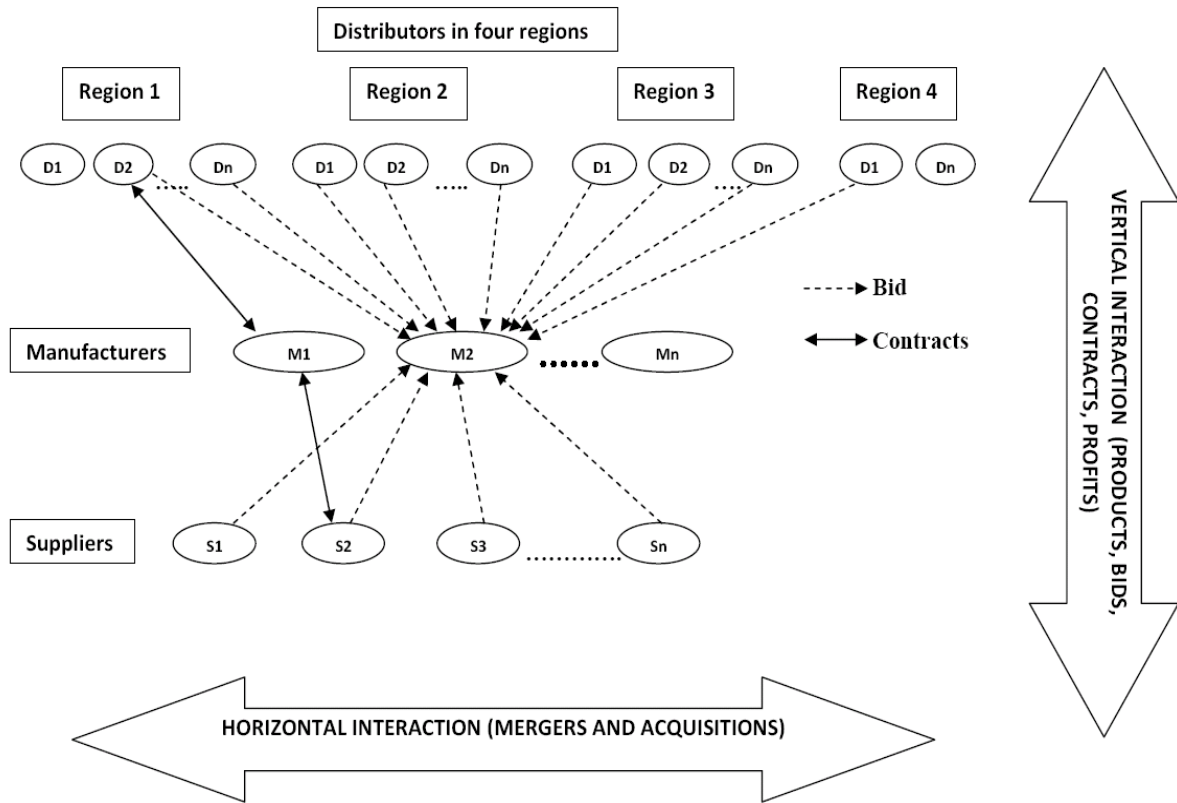 Distributors in four regions
Region 1
Region 2
Region 3
Region 4
D1
D2
.....
Dn
D1
D2
.....
Dn
D1
D2
.....
Dn
D1
Dn
Bid
Contracts
Manufacturers
M1
M2
......
Mn
Suppliers
S1
S2
S3
.............
Sn
VERTICAL INTERACTION (PRODUCTS, BIDS,
CONTRACTS, PROFITS)
HORIZONTAL INTERACTION (MERGERS AND ACQUISITIONS)